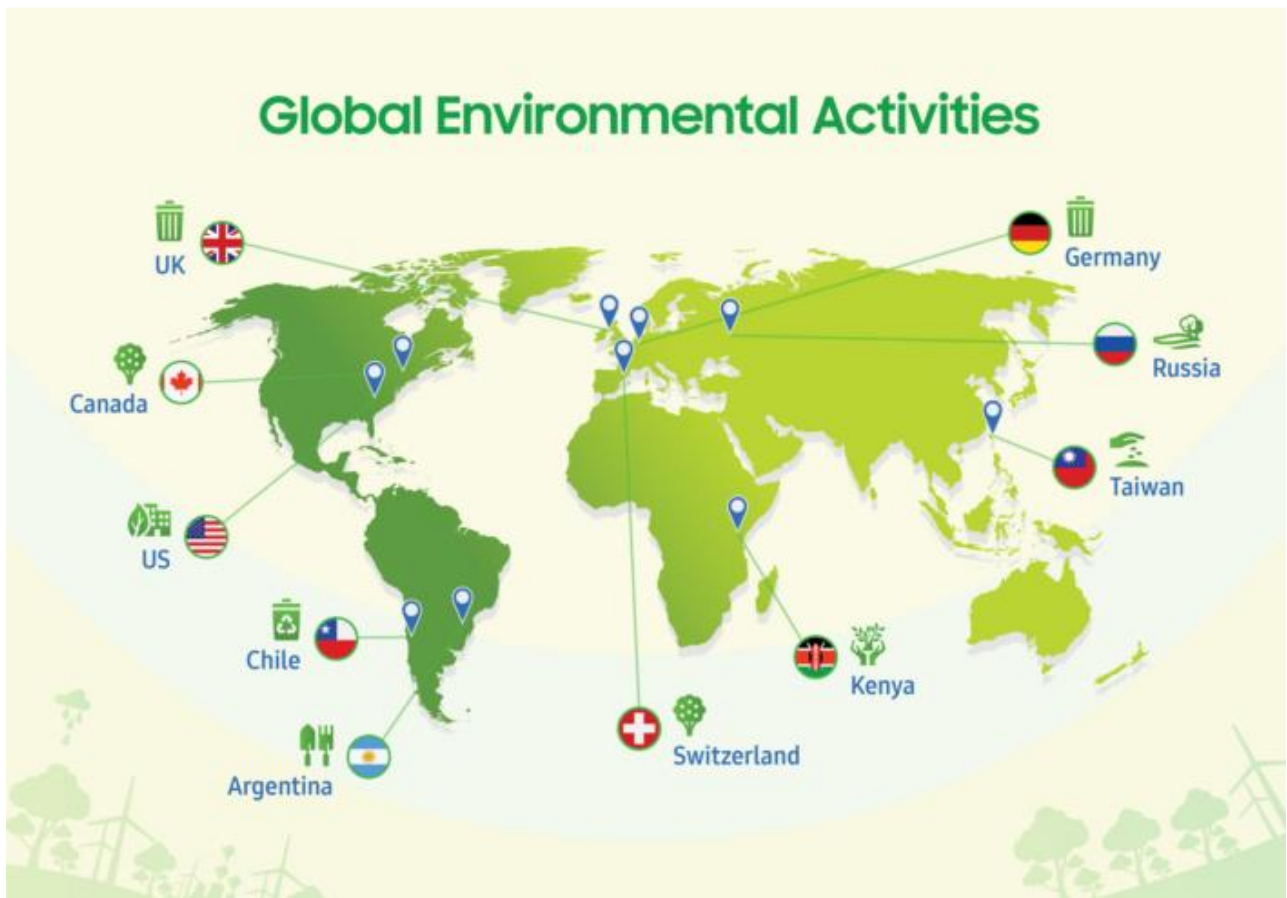 Global Environmental Activities
UK
Germany
Russia
Canada
Taiwan
US
Chile
Kenya
Switzerland
Argentina